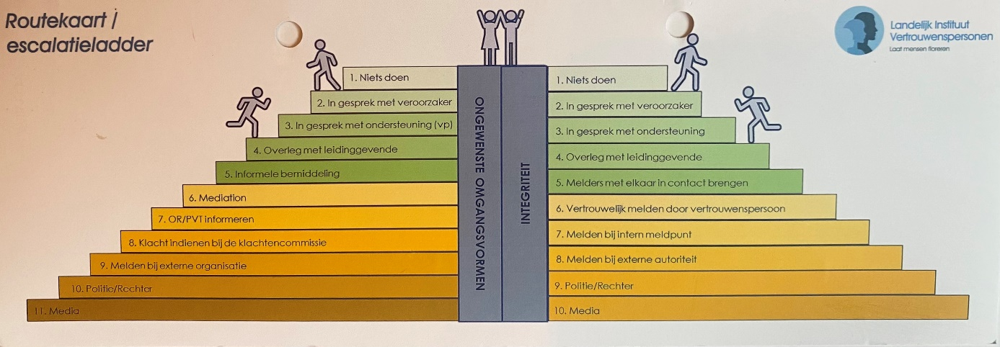 Routekaart /
escalatieladder
Landelijk Instituut
Vertrouwenspersonen
Laat mensen floreren
1. Niets doen
2. In gesprek met veroorzaker
3. In gesprek met ondersteuning (vp)
4. Overleg met leidinggevende
5. Informele bemiddeling
6. Mediation
7. OR/PVT informeren
8. Klacht indienen bij de klachtencommissie
9. Melden bij externe organisatie
10. Politie/Rechter
11. Media
ONGEWENSTE OMGANGSVORMEN
INTEGRITEIT
1. Niets doen
2. In gesprek met veroorzaker
3. In gesprek met ondersteuning
4. Overleg met leidinggevende
5. Melders met elkaar in contact brengen
6. Vertrouwelijk melden door vertrouwenspersoon
7. Melden bij intern meldpunt
8. Melden bij externe autoriteit
9. Politie/Rechter
10. Media